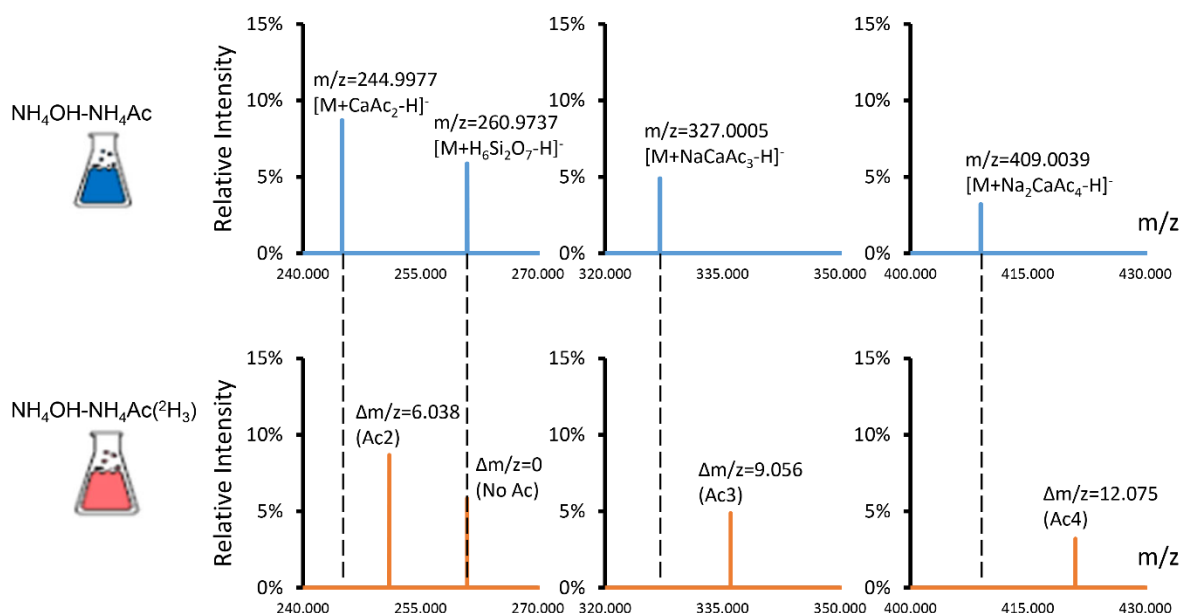 NH₄OH-NH₄Ac
Relative Intensity
15%
10%
5%
0%
m/z=244.9977
[M+CaAc₂-H]⁻
m/z=260.9737
[M+H₆Si₂O₇-H]⁻
240.000 255.000 270.000
15%
10%
5%
0%
m/z=327.0005
[M+NaCaAc₃-H]⁻
320.000 335.000 350.000
15%
10%
5%
0%
m/z=409.0039
[M+Na₂CaAc₄-H]⁻
m/z
400.000 415.000 430.000
NH₄OH-NH₄Ac(²H₃)
Relative Intensity
15%
10%
5%
0%
Δm/z=6.038
(Ac2)
Δm/z=0
(No Ac)
240.000 255.000 270.000
15%
10%
5%
0%
Δm/z=9.056
(Ac3)
320.000 335.000 350.000
15%
10%
5%
0%
Δm/z=12.075
(Ac4)
m/z
400.000 415.000 430.000